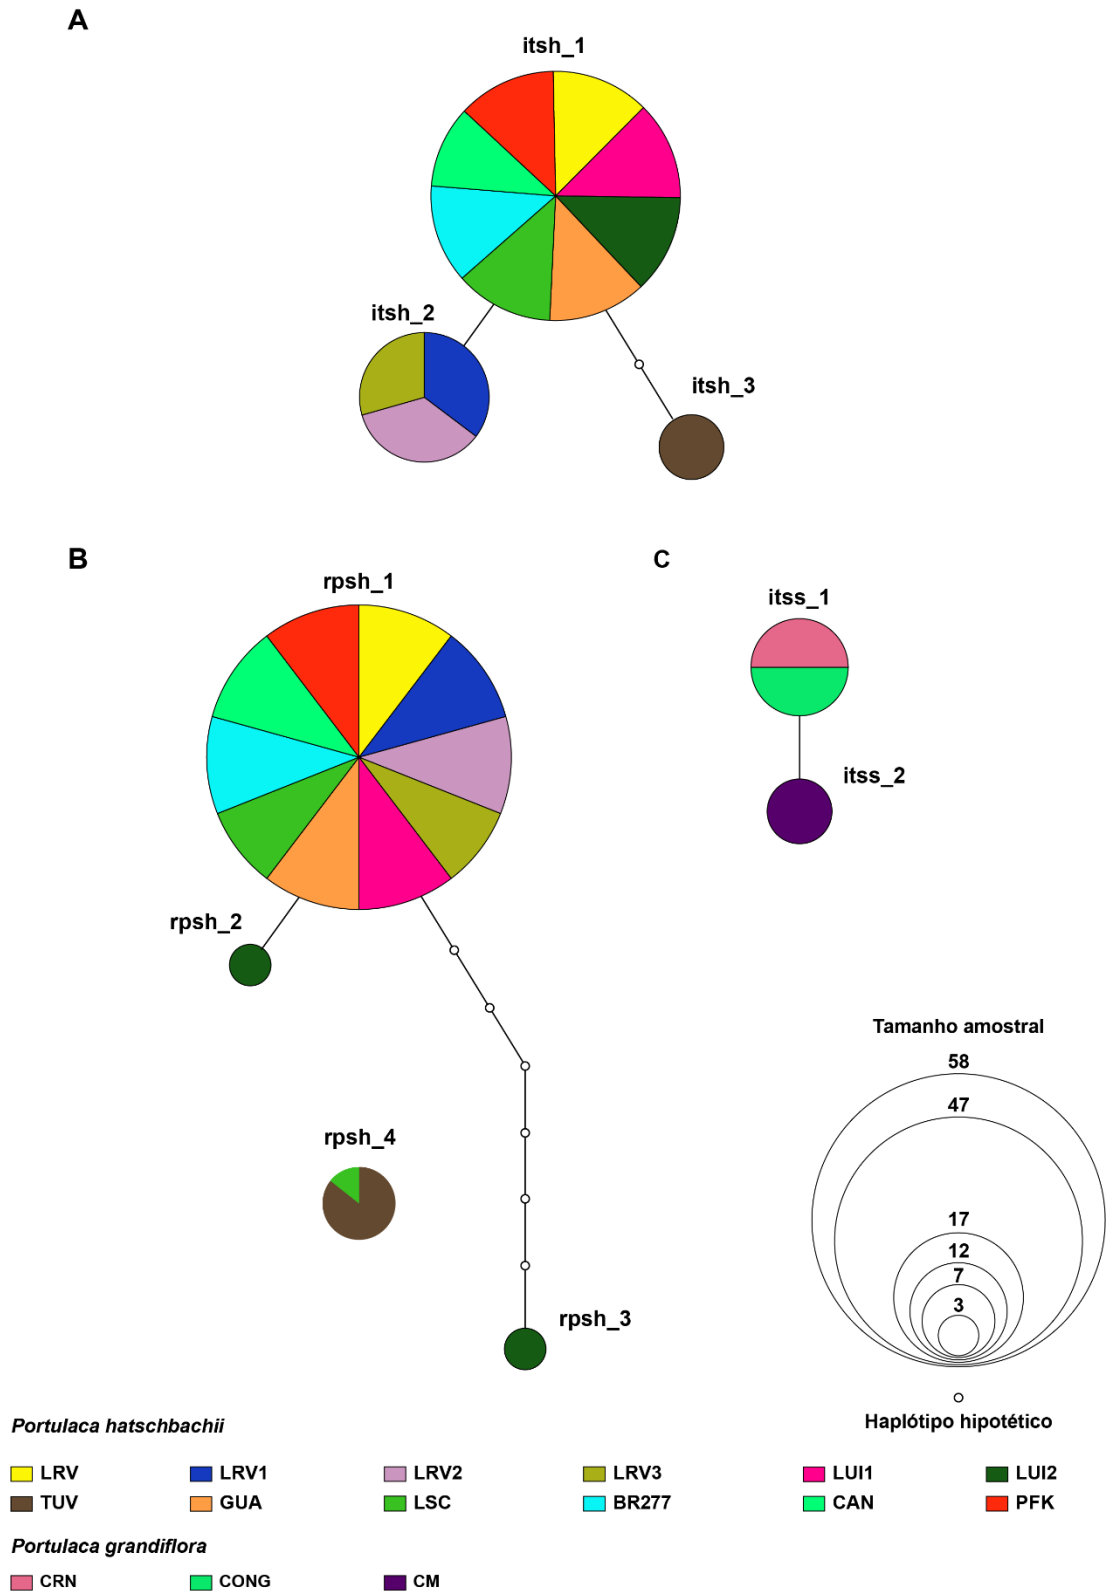 A
itsh_1
itsh_2
itsh_3
B
C
rpsh_1
itss_1
itss_2
rpsh_2
rpsh_4
rpsh_3
Tamanho amostral
58
47
17
12
7
3
Haplótipo hipotético
Portulaca hatschbachii
LRV LRV1 LRV2 LRV3 LUI1 LUI2
TUV GUA LSC BR277 CAN PFK
Portulaca grandiflora
CRN CONG CM